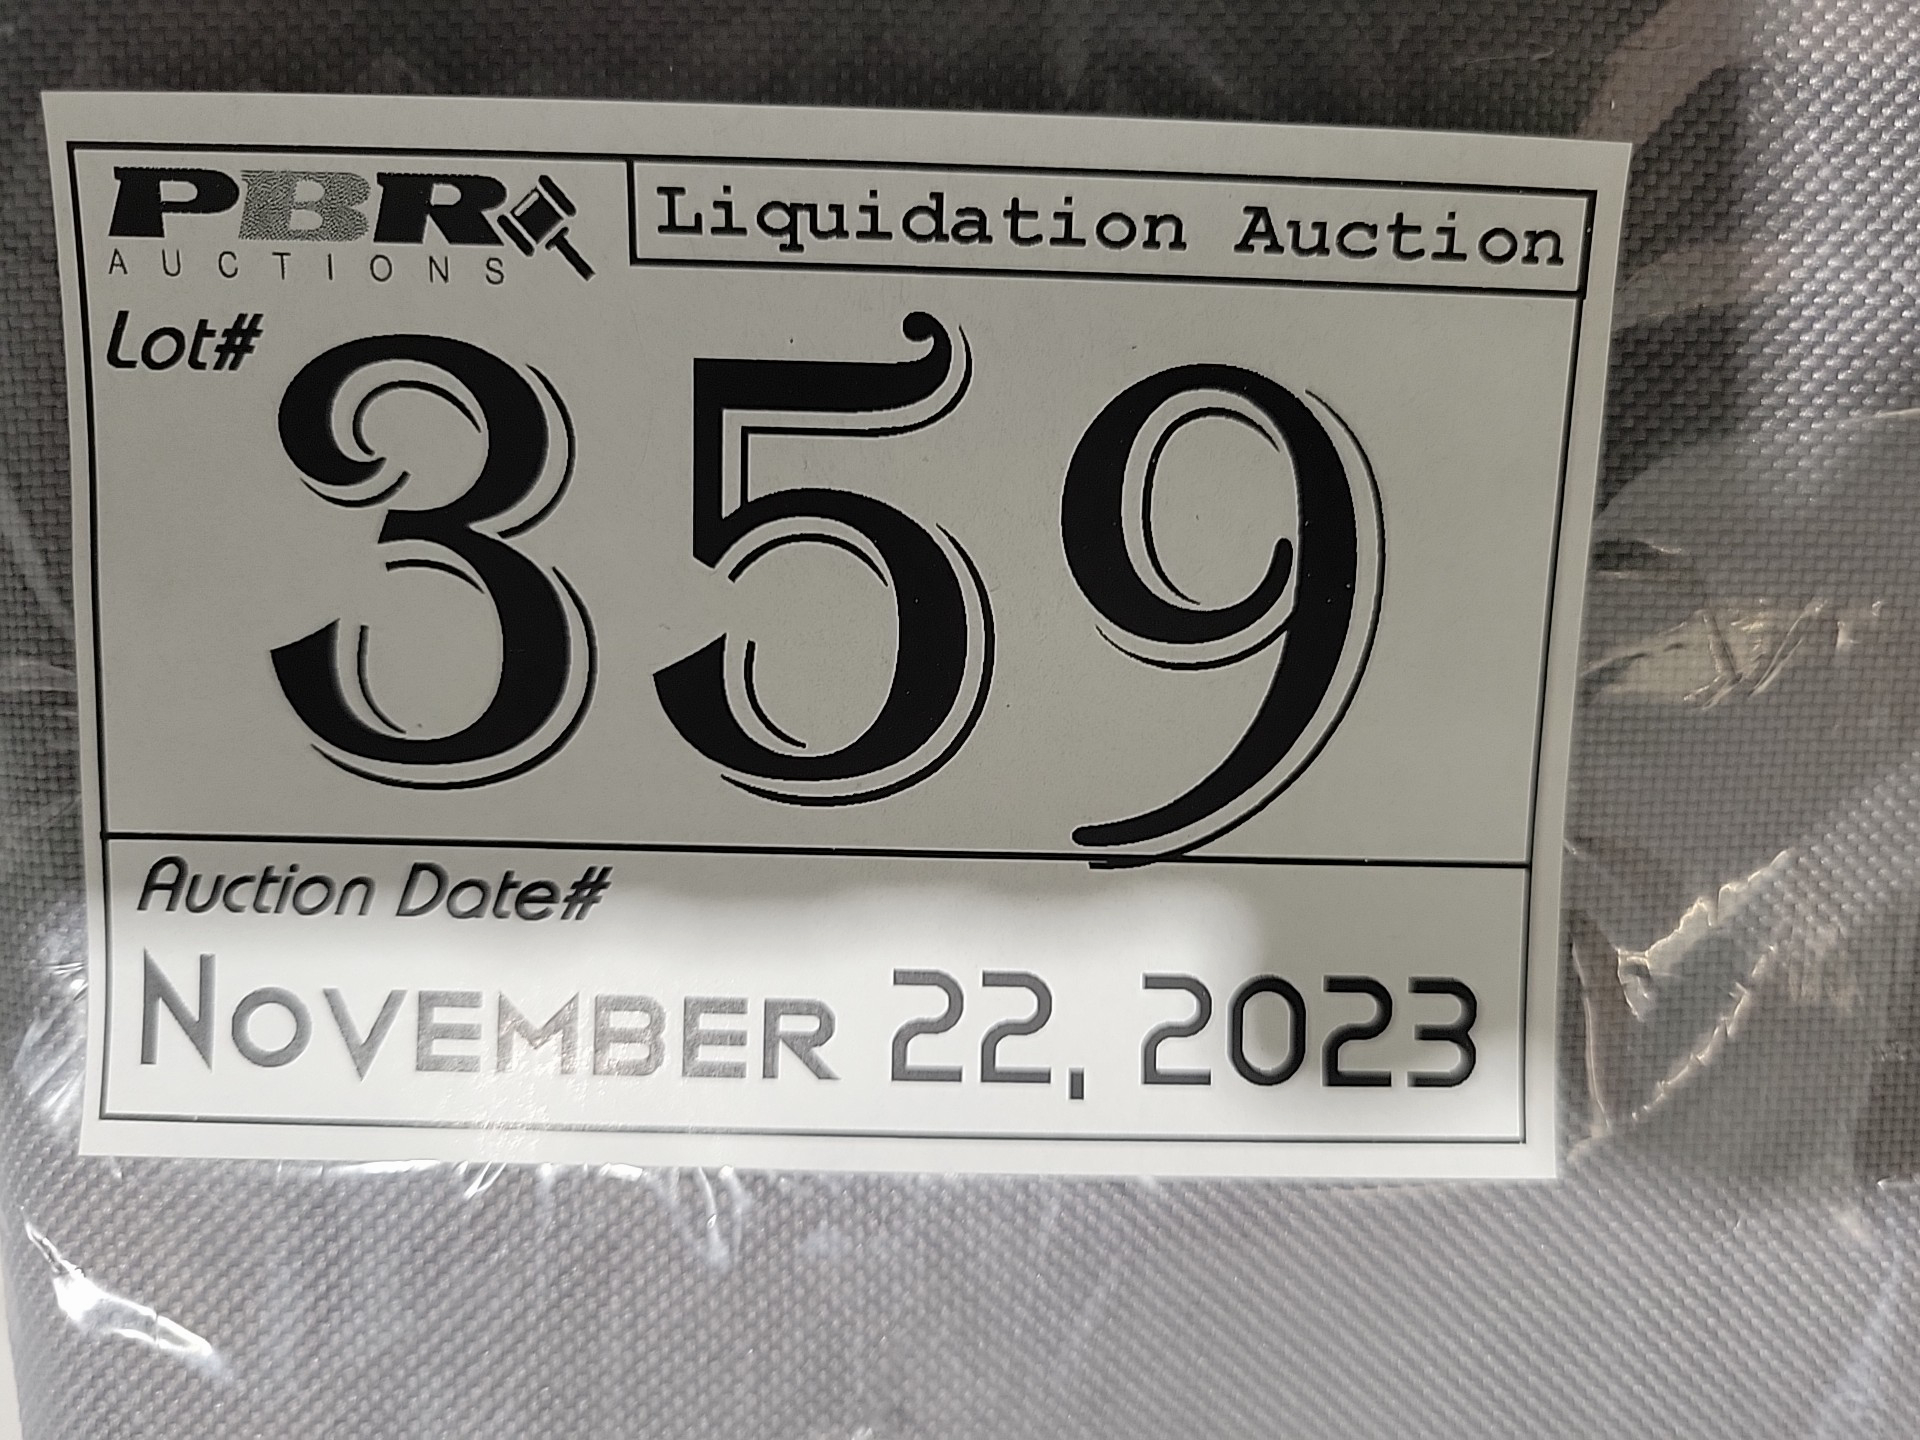 PBR
AUCTIONS
Liquidation Auction
Lot#
359
Auction Date#
November 22, 2023